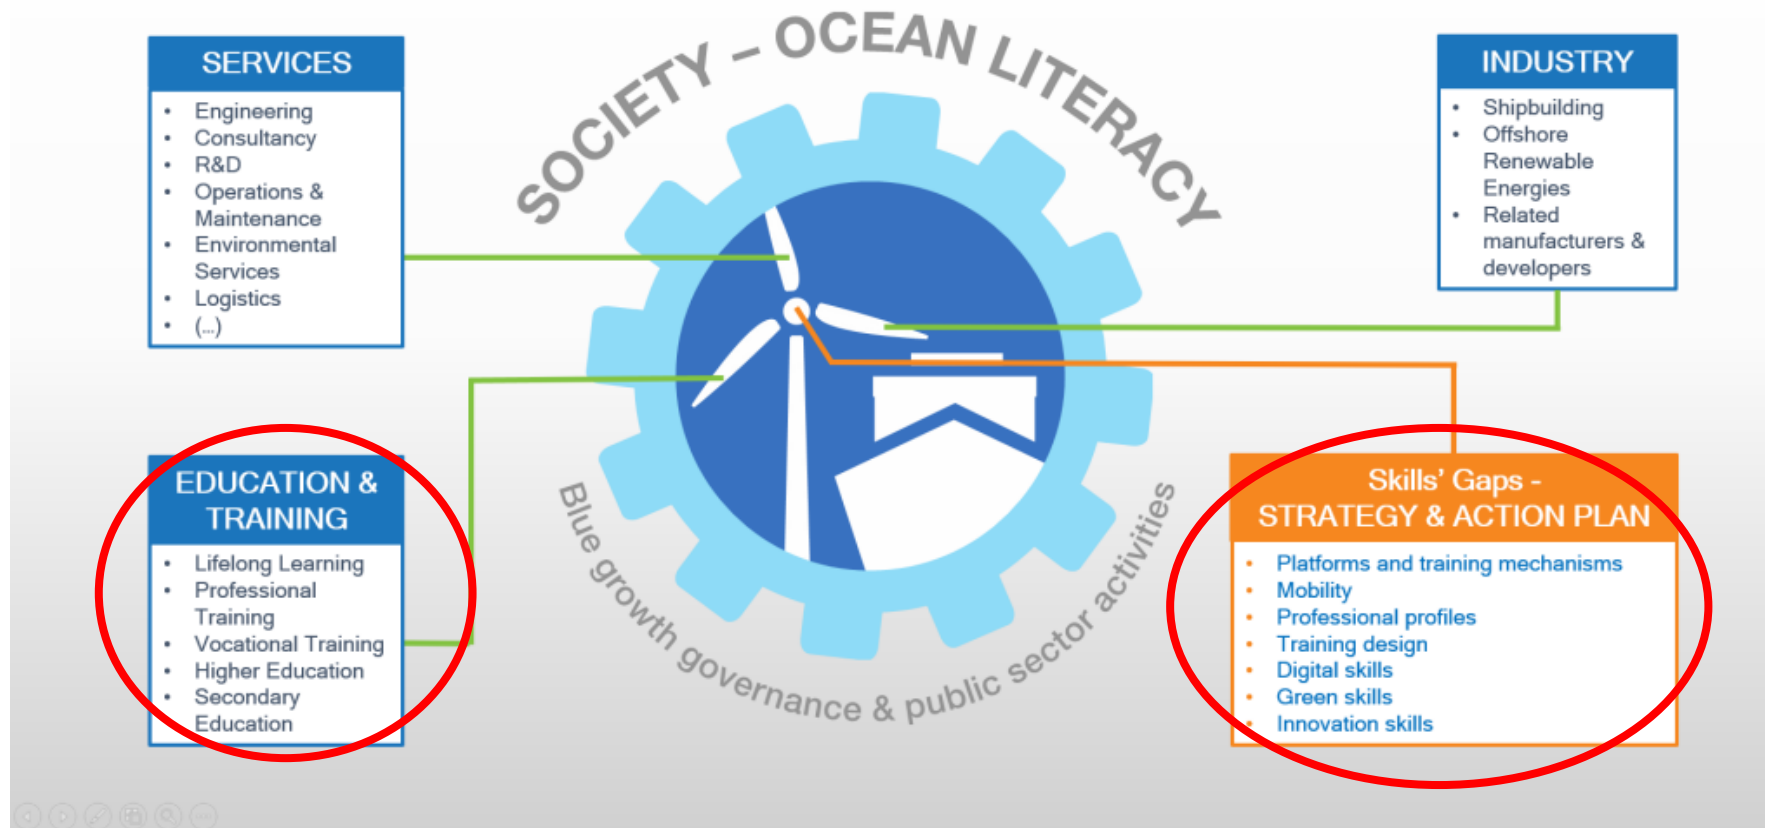 SOCIETY – OCEAN LITERACY
SERVICES
• Engineering
• Consultancy
• R&D
• Operations &
Maintenance
• Environmental
Services
• Logistics
• (...)
INDUSTRY
• Shipbuilding
• Offshore
Renewable
Energies
• Related
manufacturers &
developers
EDUCATION &
TRAINING
• Lifelong Learning
• Professional
Training
• Vocational Training
• Higher Education
• Secondary
Education
Skills' Gaps -
STRATEGY & ACTION PLAN
• Platforms and training mechanisms
• Mobility
• Professional profiles
• Training design
• Digital skills
• Green skills
• Innovation skills
Blue growth governance & public sector activities